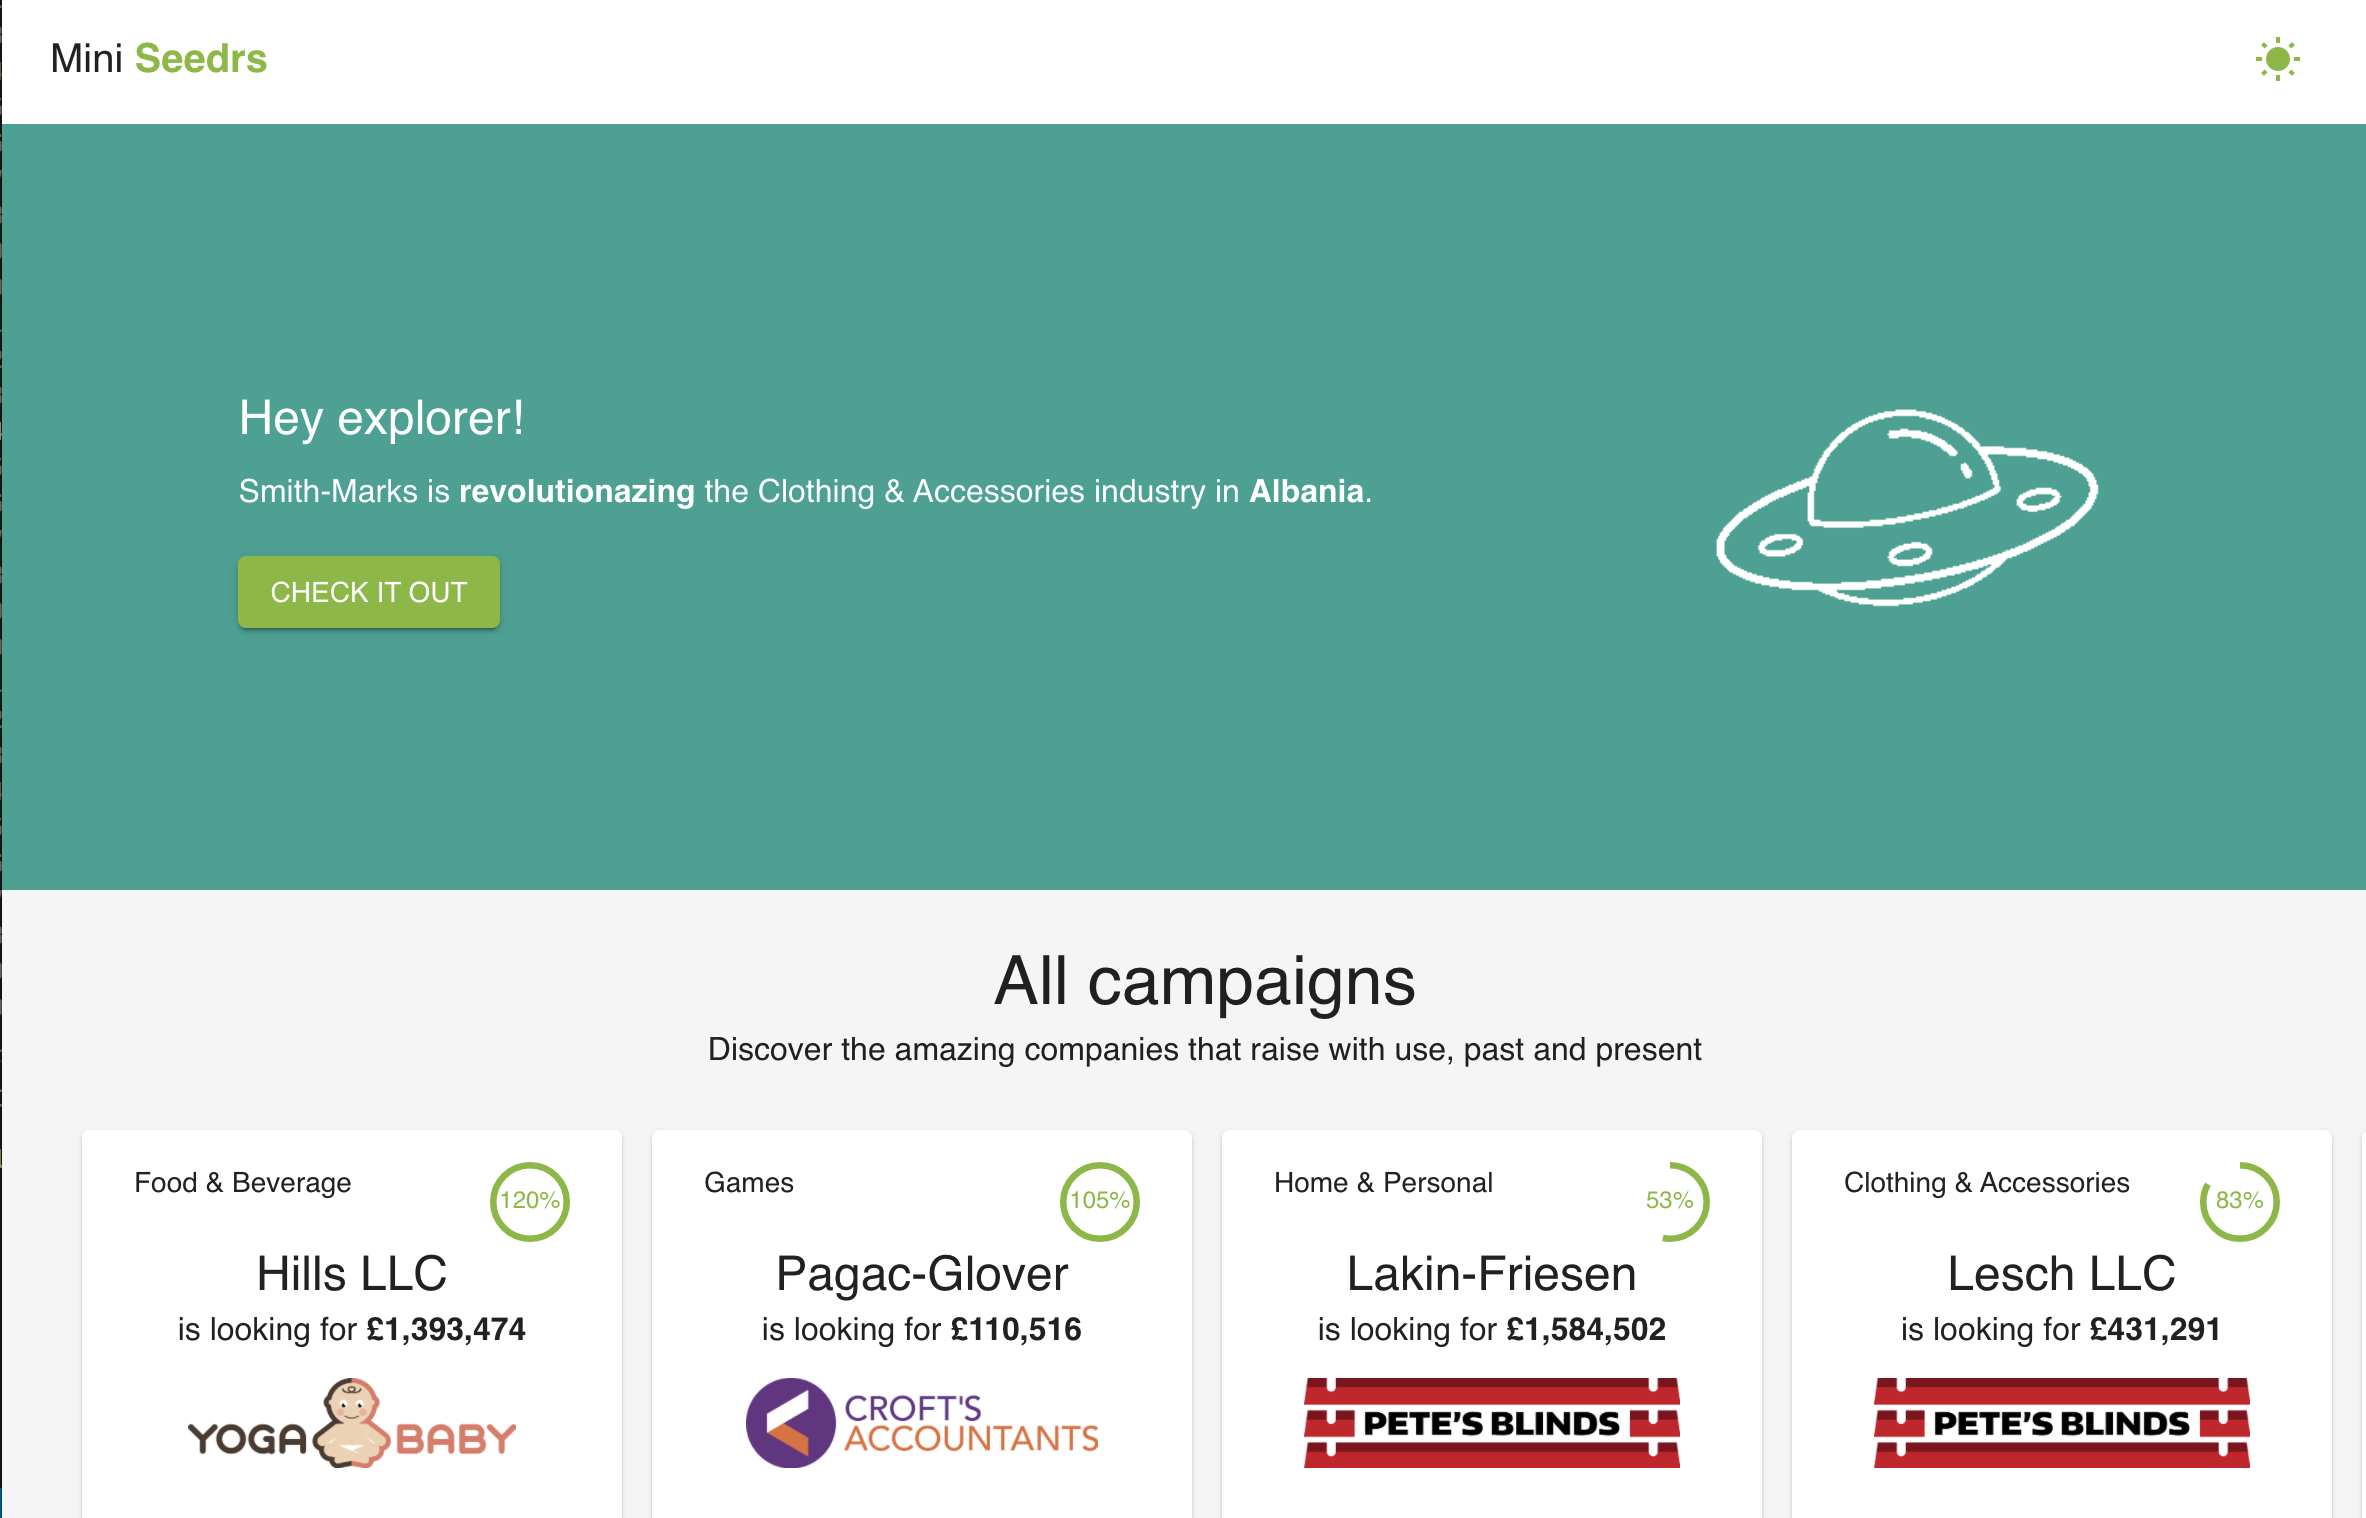 Mini Seedrs
Hey explorer!
Smith-Marks is revolutionazing the Clothing & Accessories industry in Albania.
CHECK IT OUT
All campaigns
Discover the amazing companies that raise with use, past and present
Food & Beverage
120%
Hills LLC
is looking for £1,393,474
YOGA BABY
Games
105%
Pagac-Glover
is looking for £110,516
CROFT'S
ACCOUNTANTS
Home & Personal
53%
Lakin-Friesen
is looking for £1,584,502
PETE'S BLINDS
Clothing & Accessories
83%
Lesch LLC
is looking for £431,291
PETE'S BLINDS